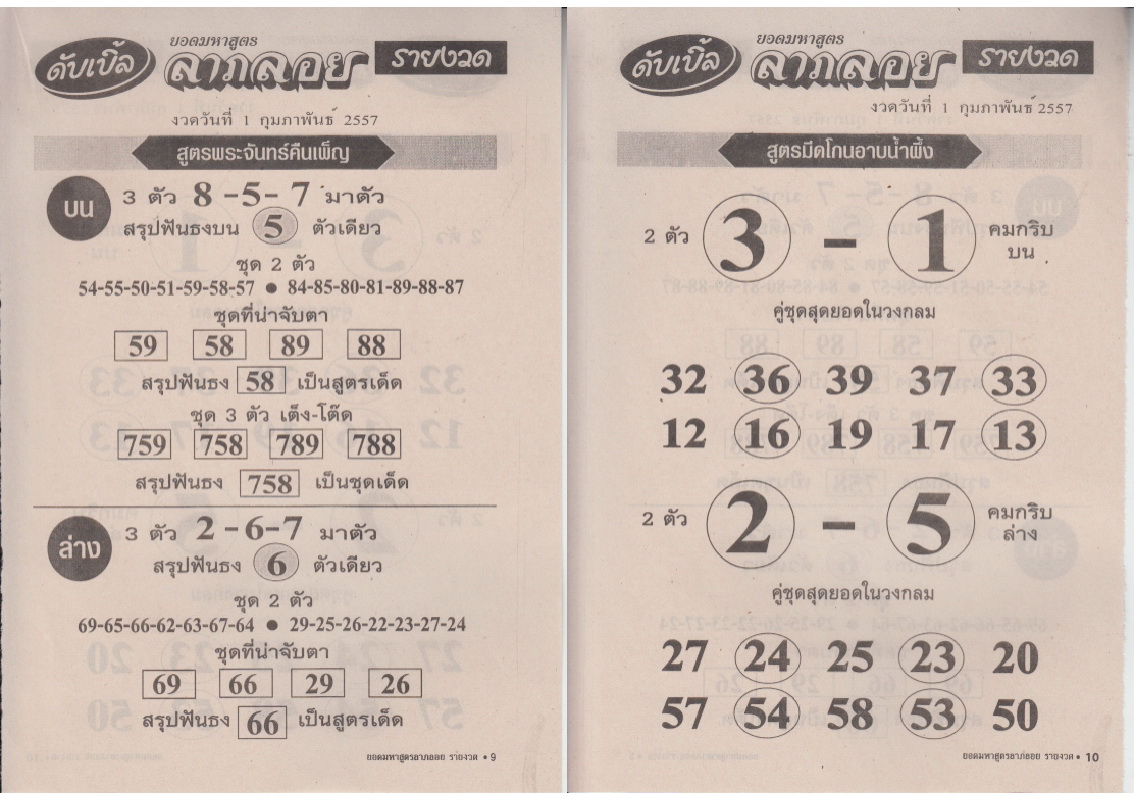 ดับเบิ้ล
ยอดมหาสูตร
ลาภลอย
รายงวด
งวดวันที่ 1 กุมภาพันธ์ 2557
สูตรพระจันทร์คืนเพ็ญ
บน
3 ตัว 8 -5- 7 มาตัว
สรุปฟันธงบน 5 ตัวเดียว
ชุด 2 ตัว
54-55-50-51-59-58-57 ● 84-85-80-81-89-88-87
ชุดที่น่าจับตา
59 58 89 88
สรุปฟันธง 58 เป็นสูตรเด็ด
ชุด 3 ตัว เต็ง-โต๊ด
759 758 789 788
สรุปฟันธง 758 เป็นชุดเด็ด
ล่าง
3 ตัว 2 -6-7 มาตัว
สรุปฟันธง 6 ตัวเดียว
ชุด 2 ตัว
69-65-66-62-63-67-64 ● 29-25-26-22-23-27-24
ชุดที่น่าจับตา
69 66 29 26
สรุปฟันธง 66 เป็นสูตรเด็ด
ยอดมหาสูตรลาภลอย รายงวด • 9
ดับเบิ้ล
ยอดมหาสูตร
ลาภลอย
รายงวด
งวดวันที่ 1 กุมภาพันธ์ 2557
สูตรมีดโกนอาบน้ำผึ้ง
2 ตัว 3 - 1 คมกริบ
บน
คู่ชุดสุดยอดในวงกลม
32 36 39 37 33
12 16 19 17 13
2 ตัว 2 - 5 คมกริบ
ล่าง
คู่ชุดสุดยอดในวงกลม
27 24 25 23 20
57 54 58 53 50
ยอดมหาสูตรลาภลอย รายงวด • 10